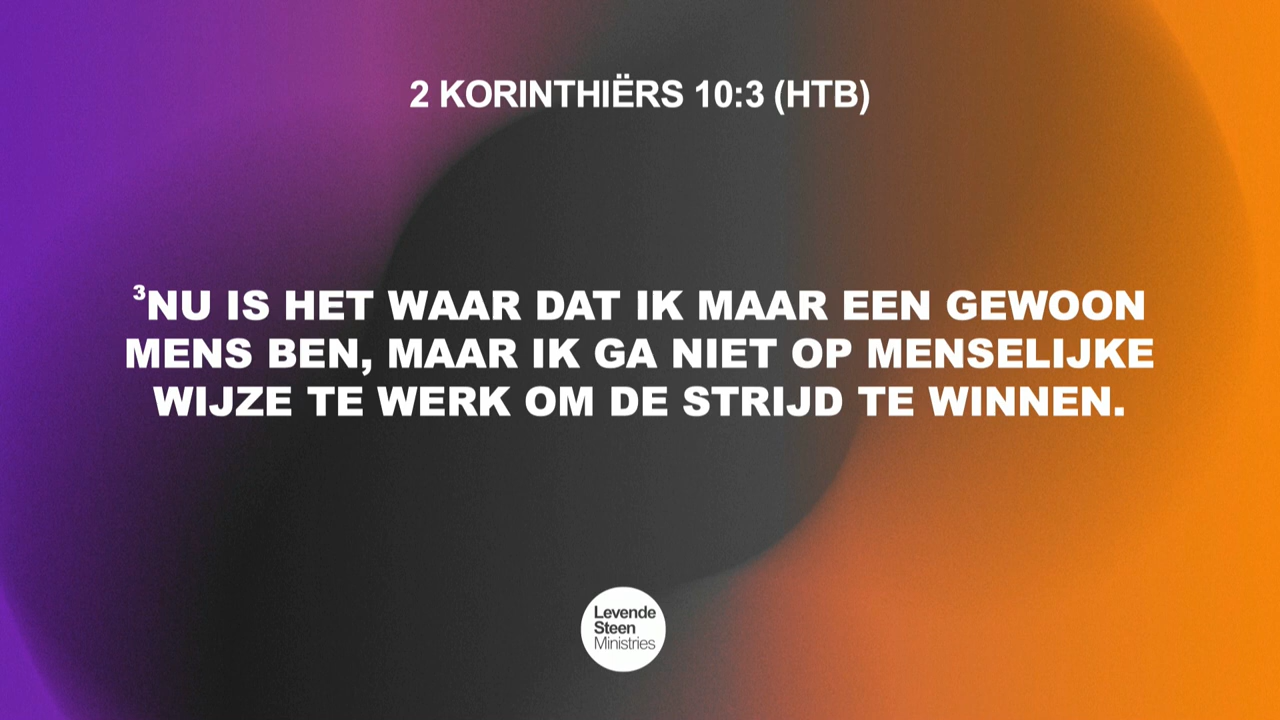 2 KORINTHIËRS 10:3 (HTB)
³NU IS HET WAAR DAT IK MAAR EEN GEWOON
MENS BEN, MAAR IK GA NIET OP MENSELIJKE
WIJZE TE WERK OM DE STRIJD TE WINNEN.
Levende
Steen
Ministries